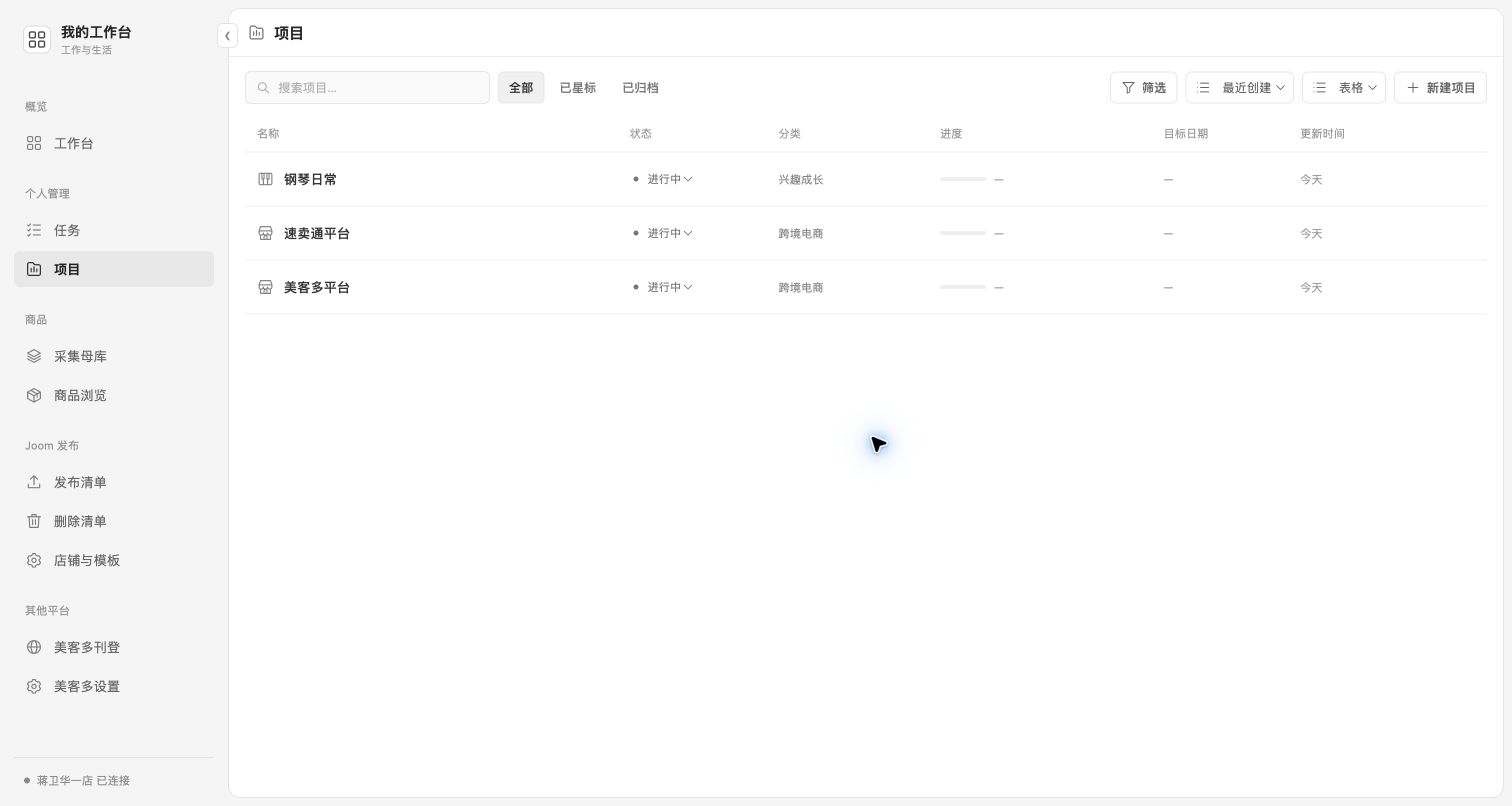 我的工作台
工作与生活
概览
工作台
个人管理
任务
项目
商品
采集母库
商品浏览
Joom 发布
发布清单
删除清单
店铺与模板
其他平台
美客多刊登
美客多设置
蒋卫华一店 已连接
项目
搜索项目...
全部 已星标 已归档
筛选 最近创建 表格 新建项目
名称 状态 分类 进度 目标日期 更新时间
钢琴日常 进行中 兴趣成长 — — 今天
速卖通平台 进行中 跨境电商 — — 今天
美客多平台 进行中 跨境电商 — — 今天